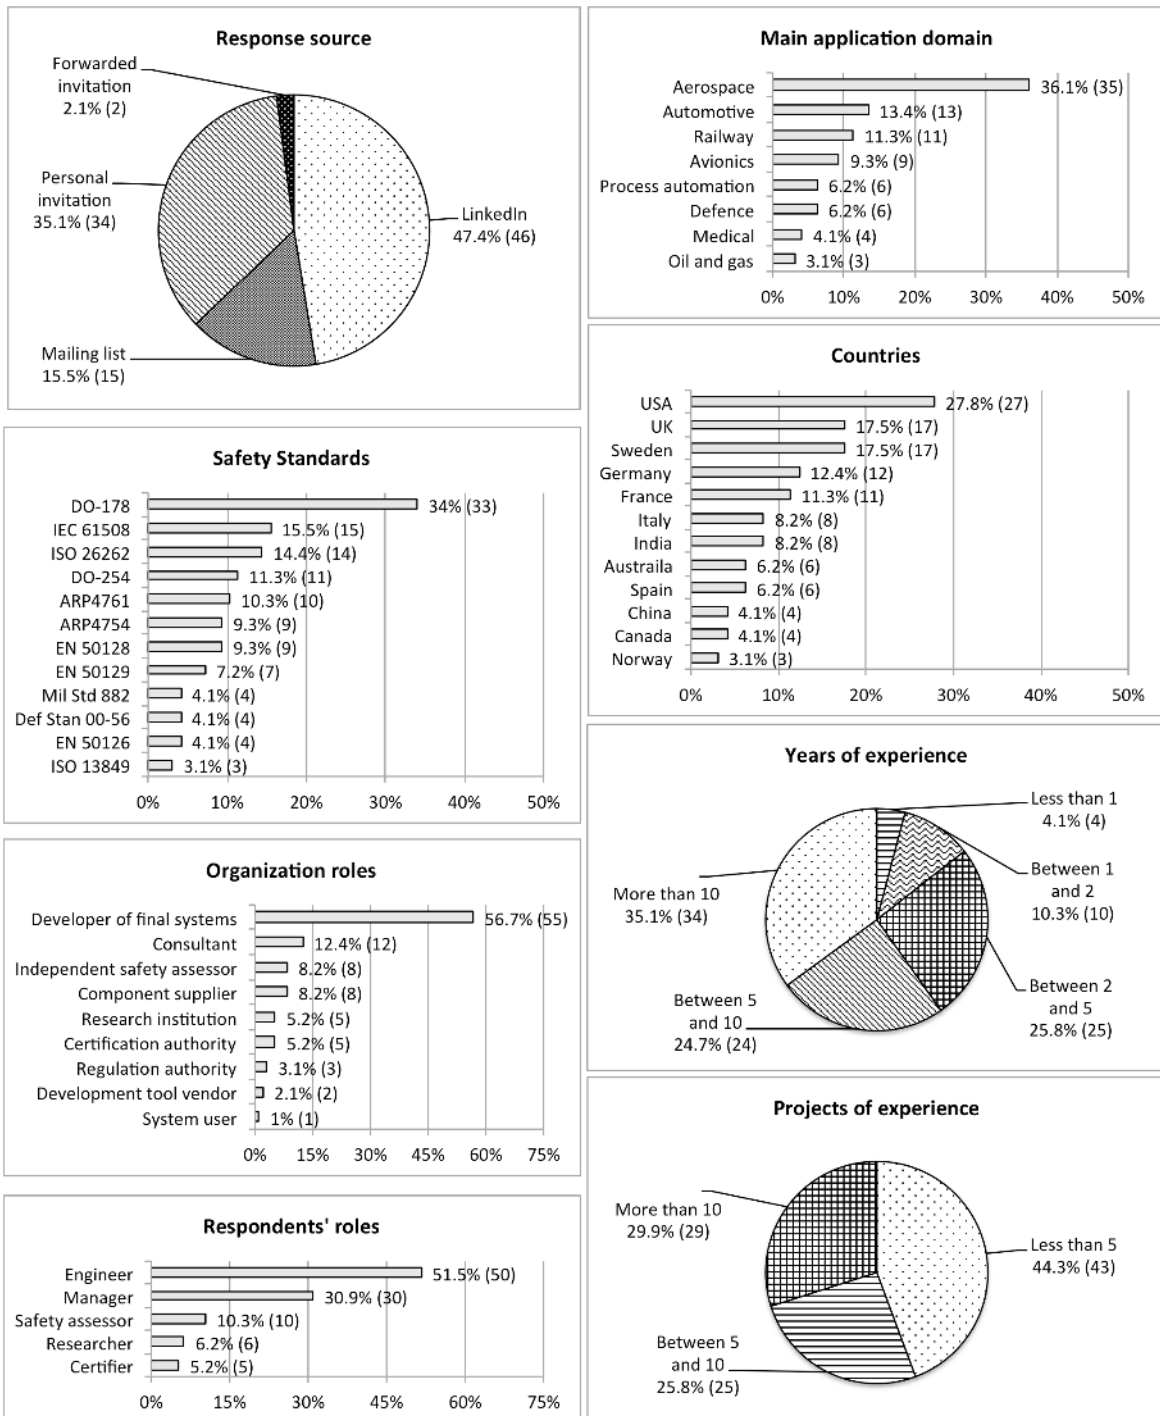 Response source
Forwarded
invitation
2.1% (2)
Personal
invitation
35.1% (34)
LinkedIn
47.4% (46)
Mailing list
15.5% (15)
Safety Standards
DO-178 34% (33)
IEC 61508 15.5% (15)
ISO 26262 14.4% (14)
DO-254 11.3% (11)
ARP4761 10.3% (10)
ARP4754 9.3% (9)
EN 50128 9.3% (9)
EN 50129 7.2% (7)
Mil Std 882 4.1% (4)
Def Stan 00-56 4.1% (4)
EN 50126 4.1% (4)
ISO 13849 3.1% (3)
0% 10% 20% 30% 40% 50%
Organization roles
Developer of final systems 56.7% (55)
Consultant 12.4% (12)
Independent safety assessor 8.2% (8)
Component supplier 8.2% (8)
Research institution 5.2% (5)
Certification authority 5.2% (5)
Regulation authority 3.1% (3)
Development tool vendor 2.1% (2)
System user 1% (1)
0% 15% 30% 45% 60% 75%
Respondents' roles
Engineer 51.5% (50)
Manager 30.9% (30)
Safety assessor 10.3% (10)
Researcher 6.2% (6)
Certifier 5.2% (5)
0% 15% 30% 45% 60% 75%
Main application domain
Aerospace 36.1% (35)
Automotive 13.4% (13)
Railway 11.3% (11)
Avionics 9.3% (9)
Process automation 6.2% (6)
Defence 6.2% (6)
Medical 4.1% (4)
Oil and gas 3.1% (3)
0% 10% 20% 30% 40% 50%
Countries
USA 27.8% (27)
UK 17.5% (17)
Sweden 17.5% (17)
Germany 12.4% (12)
France 11.3% (11)
Italy 8.2% (8)
India 8.2% (8)
Austraila 6.2% (6)
Spain 6.2% (6)
China 4.1% (4)
Canada 4.1% (4)
Norway 3.1% (3)
0% 10% 20% 30% 40% 50%
Years of experience
Less than 1
4.1% (4)
Between 1
and 2
10.3% (10)
More than 10
35.1% (34)
Between 2
and 5
25.8% (25)
Between 5
and 10
24.7% (24)
Projects of experience
More than 10
29.9% (29)
Less than 5
44.3% (43)
Between 5
and 10
25.8% (25)